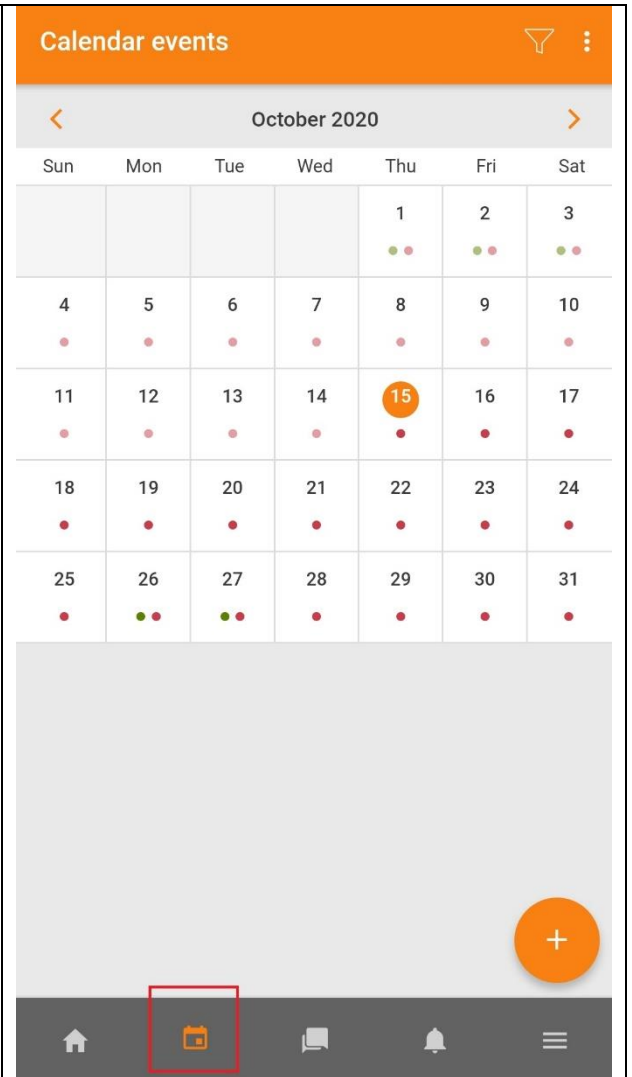 Calendar events
October 2020
Sun Mon Tue Wed Thu Fri Sat
1 2 3
4 5 6 7 8 9 10
11 12 13 14 15 16 17
18 19 20 21 22 23 24
25 26 27 28 29 30 31